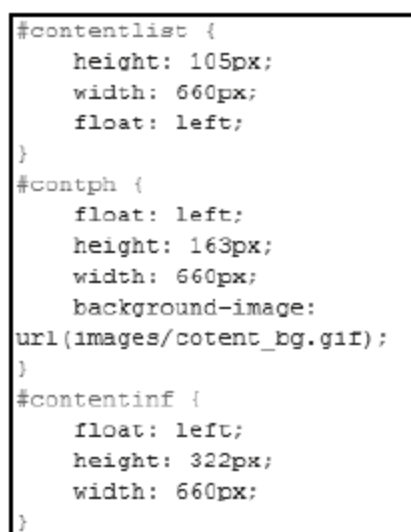 #contentlist {
height: 105px;
width: 660px;
float: left;
}
#contph {
float: left;
height: 163px;
width: 660px;
background-image:
url(images/cotent_bg.gif);
}
#contentinf {
float: left;
height: 322px;
width: 660px;
}